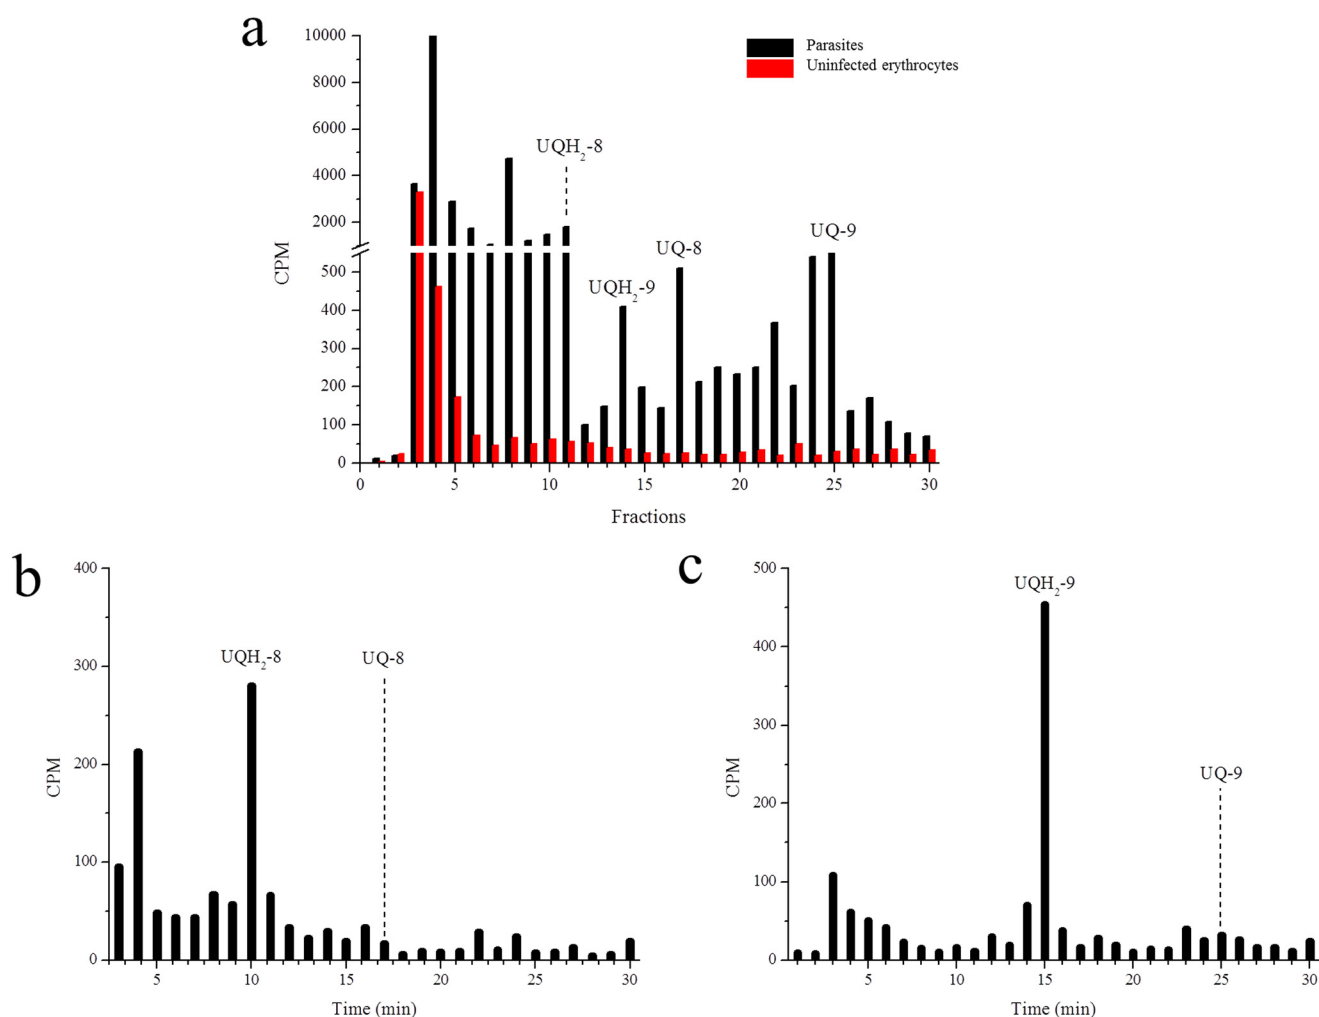 a
10000
8000
6000
4000
2000
500
400
300
200
100
0
CPM
Parasites
Uninfected erythrocytes
UQH₂-8
UQH₂-9
UQ-8
UQ-9
0 5 10 15 20 25 30
Fractions
b
400
300
200
100
0
CPM
UQH₂-8
UQ-8
5 10 15 20 25 30
Time (min)
c
500
400
300
200
100
0
CPM
UQH₂-9
UQ-9
5 10 15 20 25 30
Time (min)